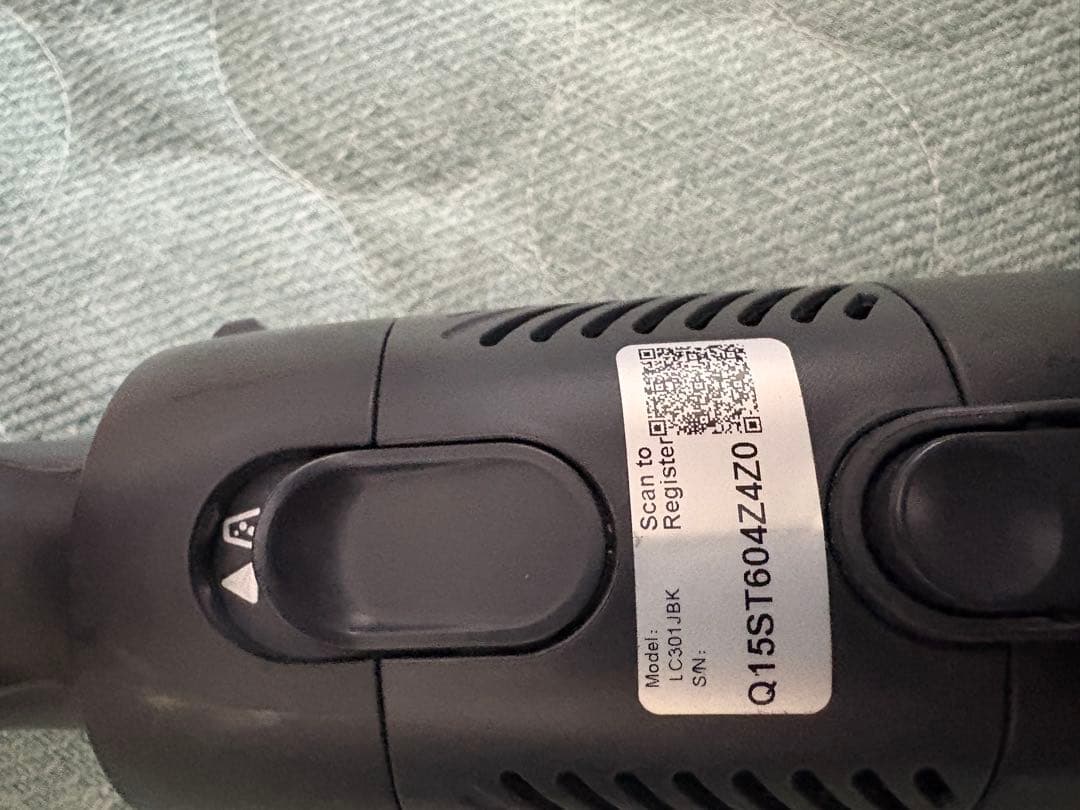 Model:
LC301JBK
S/N:
Scan to
Register
Q15ST604Z4Z0